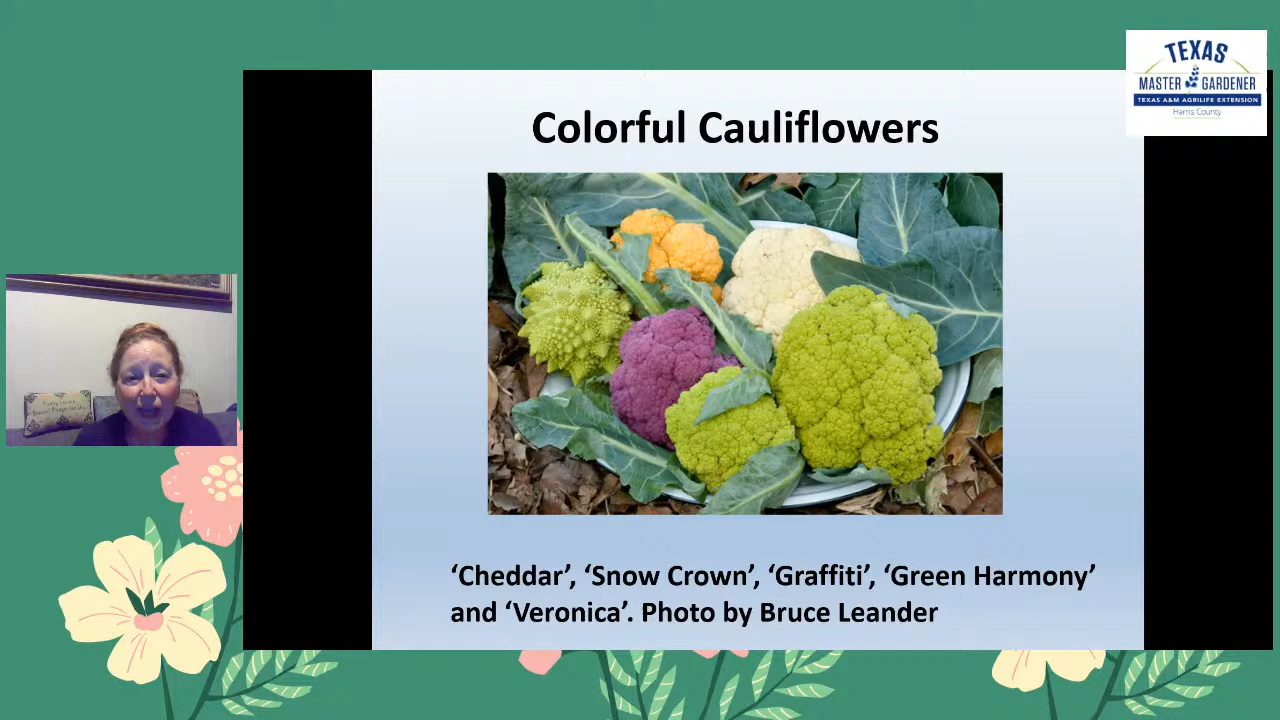 TEXAS
MASTER GARDENER
TEXAS A&M AGRILIFE EXTENSION
Harris County
Colorful Cauliflowers
‘Cheddar’, ‘Snow Crown’, ‘Graffiti’, ‘Green Harmony’
and ‘Veronica’. Photo by Bruce Leander